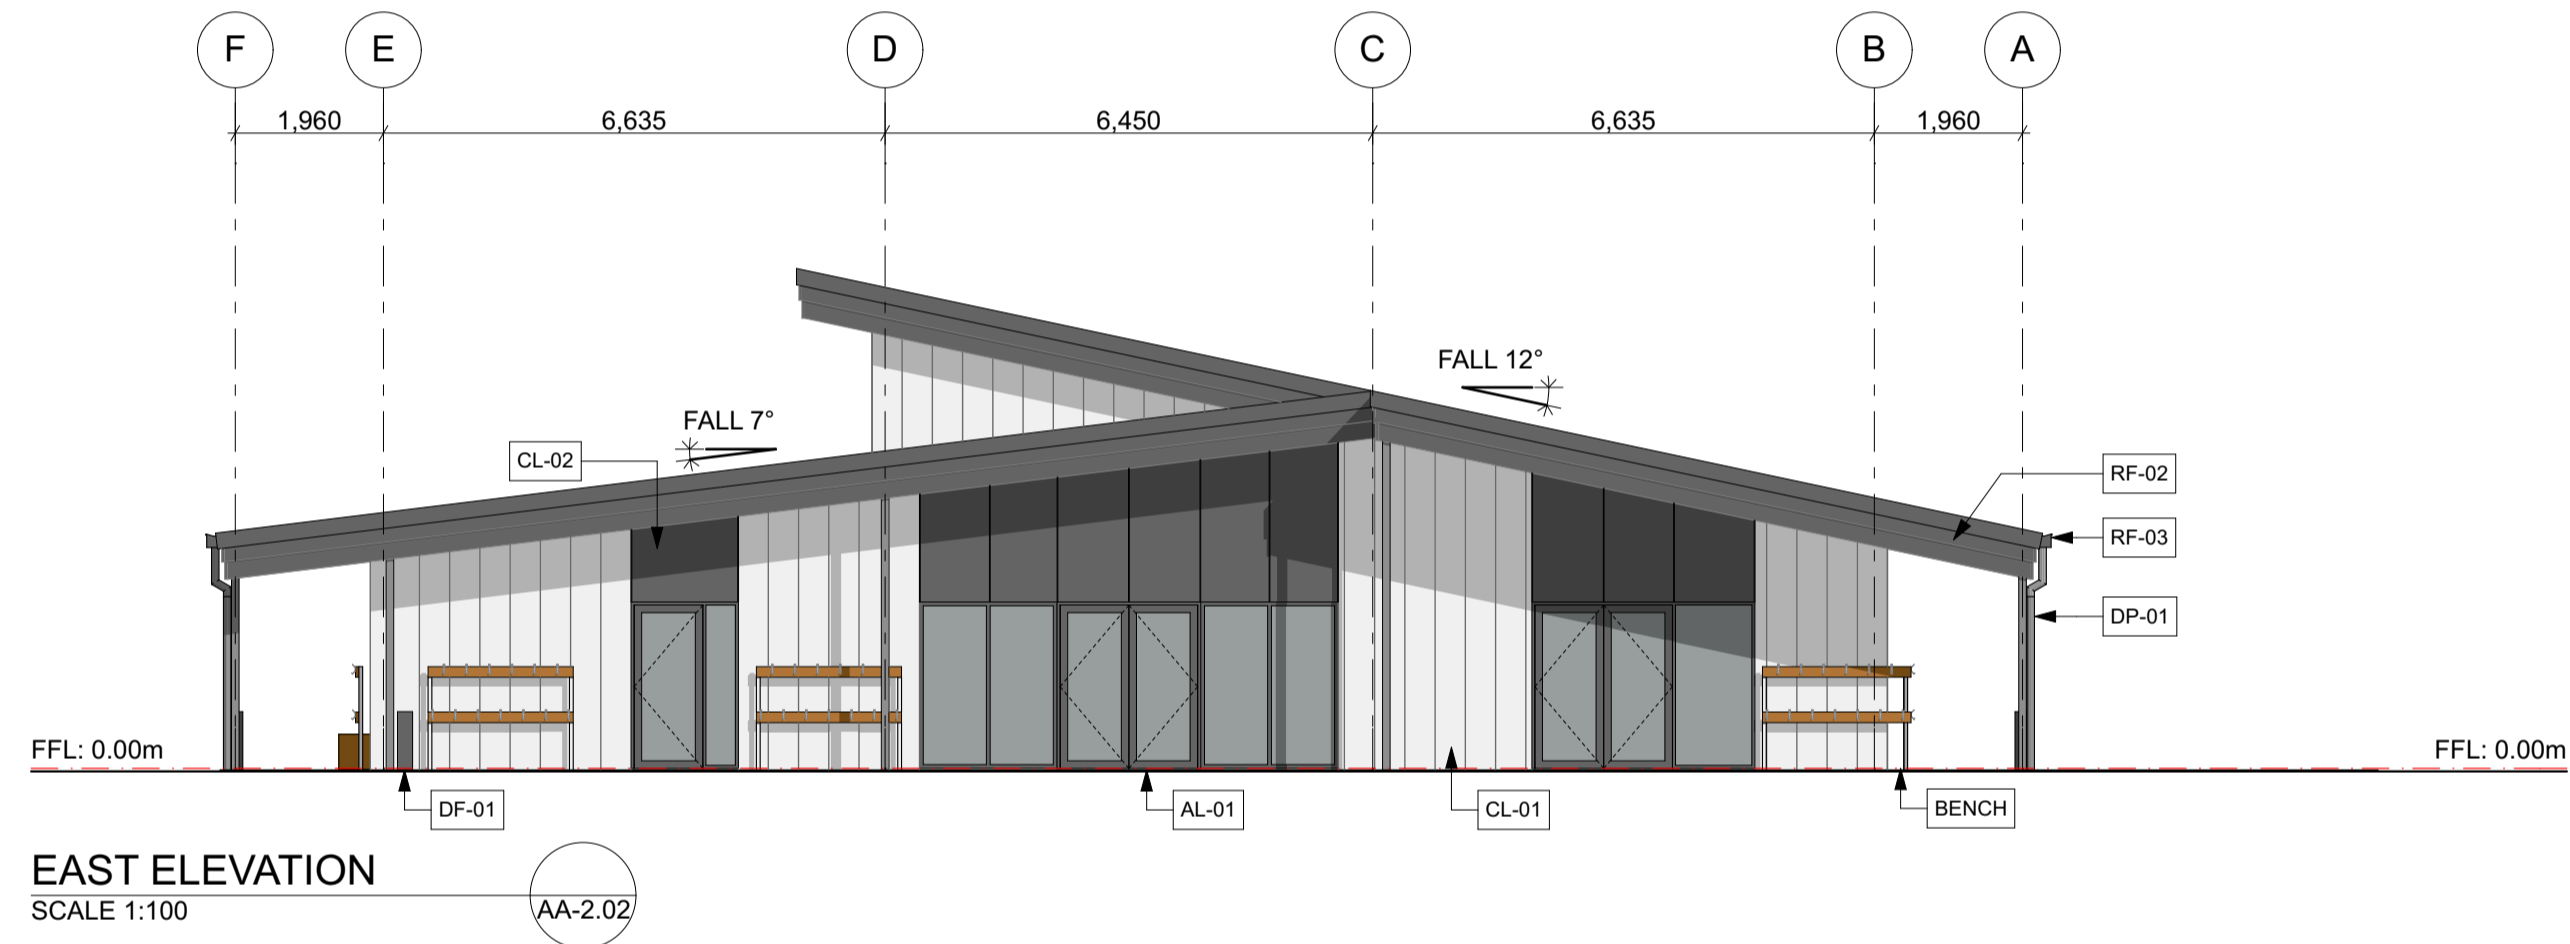 F E D C B A
1,960 6,635 6,450 6,635 1,960
FALL 12°
FALL 7°
CL-02
RF-02
RF-03
DP-01
FFL: 0.00m FFL: 0.00m
DF-01 AL-01 CL-01 BENCH
EAST ELEVATION
SCALE 1:100 AA-2.02